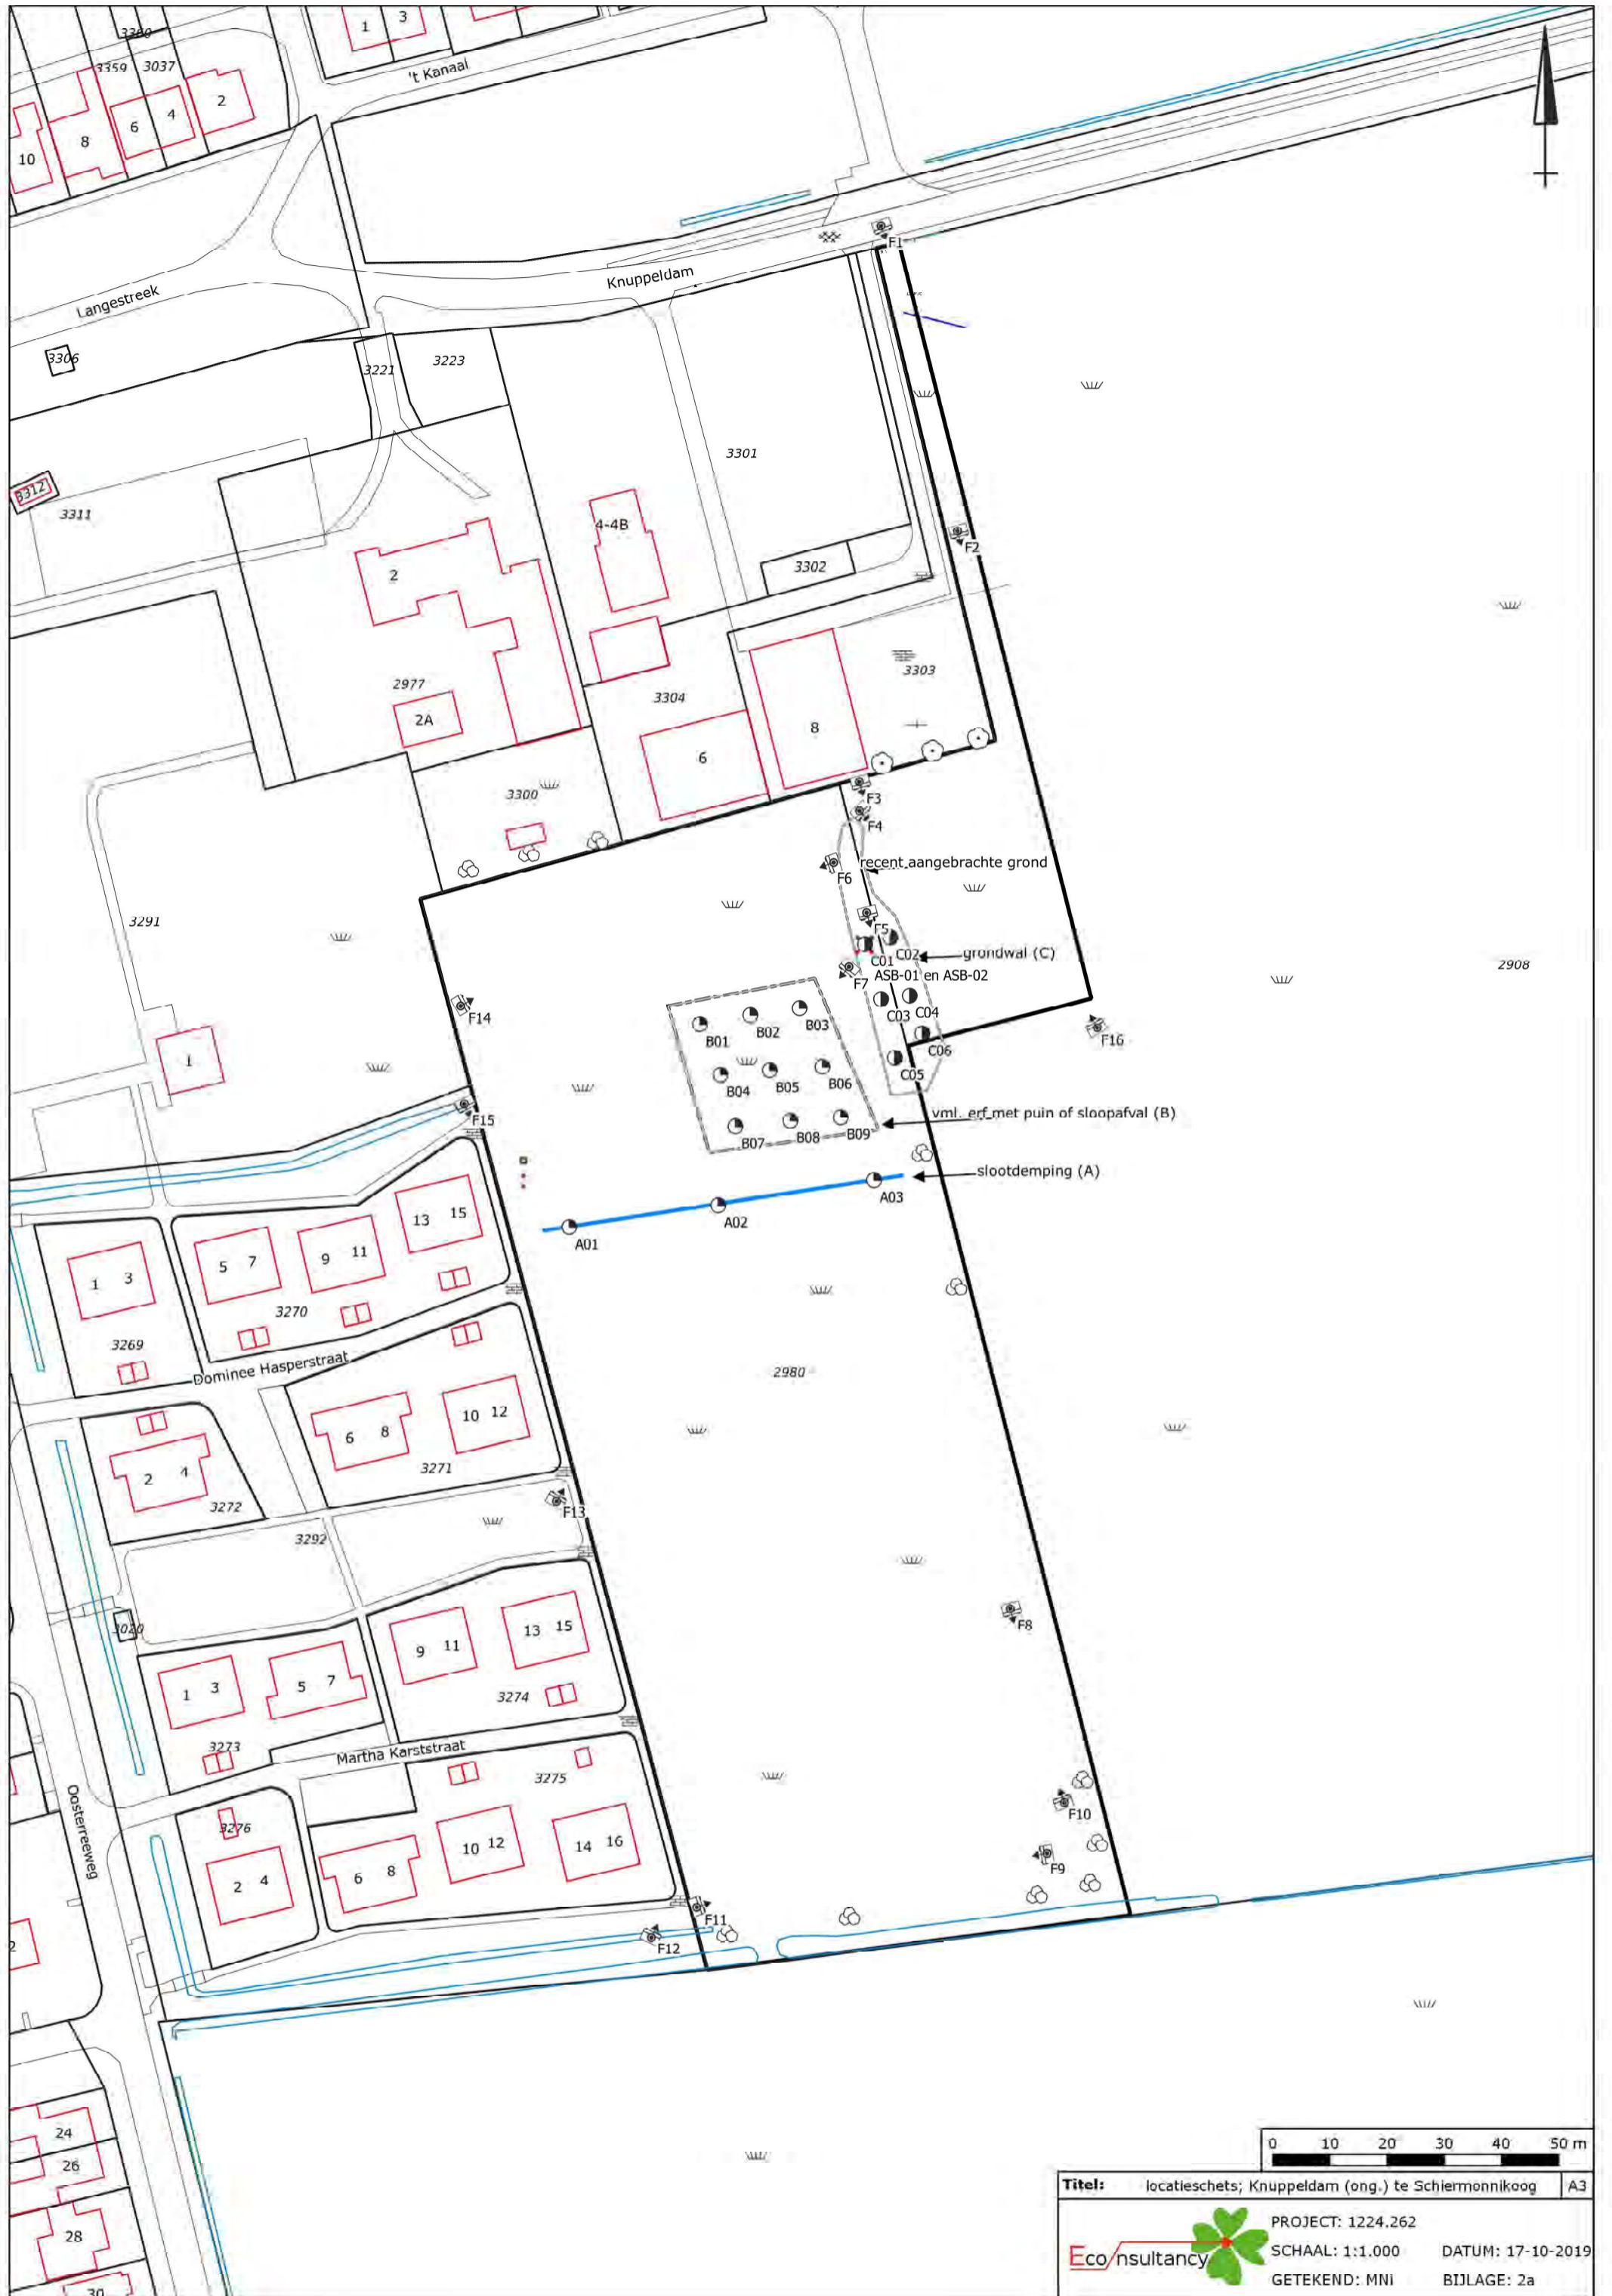 3360
1
3
3359
3037
't Kanaal
2
4
6
8
10
F1
Knuppeldam
Langestreek
3306
3221
3223
3301
3312
3311
4-4B
F2
3302
2
3303
2977
3304
2A
8
6
3300
F3
F4
recent aangebrachte grond
F6
3291
F5
C01
C02
grondwal (C)
2908
F7
ASB-01 en ASB-02
F14
C03
C04
B01
B02
B03
F16
C06
1
B04
B05
B06
C05
F15
vml. erf met puin of sloopafval (B)
B07
B08
B09
slootdemping (A)
A03
13 15
A02
A01
5 7
9 11
1 3
3270
3269
Dominee Hasperstraat
2980
10 12
6 8
3271
2 4
3272
F13
3292
3020
F8
13 15
9 11
1 3
5 7
3274
3273
Martha Karststraat
3275
Oosterreeweg
F10
3276
14 16
10 12
6 8
2 4
F9
F11
F12
2
24
26
28
30
0 10 20 30 40 50 m
Titel: locatieschets; Knuppeldam (ong.) te Schiermonnikoog A3
Econsultancy
PROJECT: 1224.262
SCHAAL: 1:1.000 DATUM: 17-10-2019
GETEKEND: MNi BIJLAGE: 2a